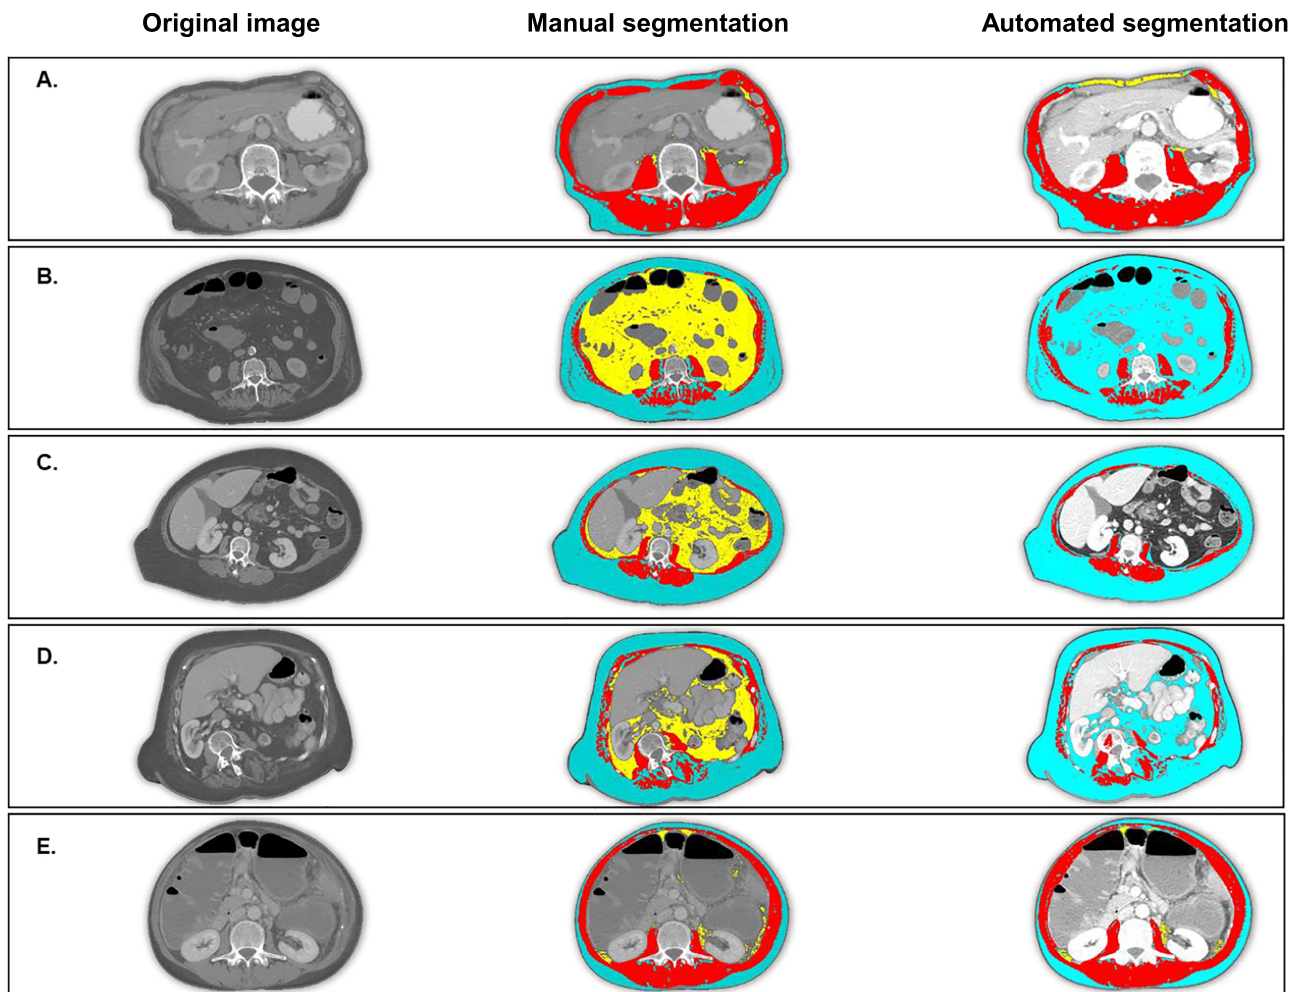 Original image
Manual segmentation
Automated segmentation
A.
B.
C.
D.
E.